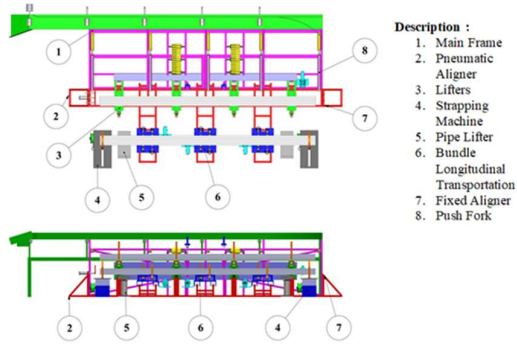 Description :
1. Main Frame
2. Pneumatic
Aligner
3. Lifters
4. Strapping
Machine
5. Pipe Lifter
6. Bundle
Longitudinal
Transportation
7. Fixed Aligner
8. Push Fork
1
8
2
7
3
4
5
6
2
5
6
4
7